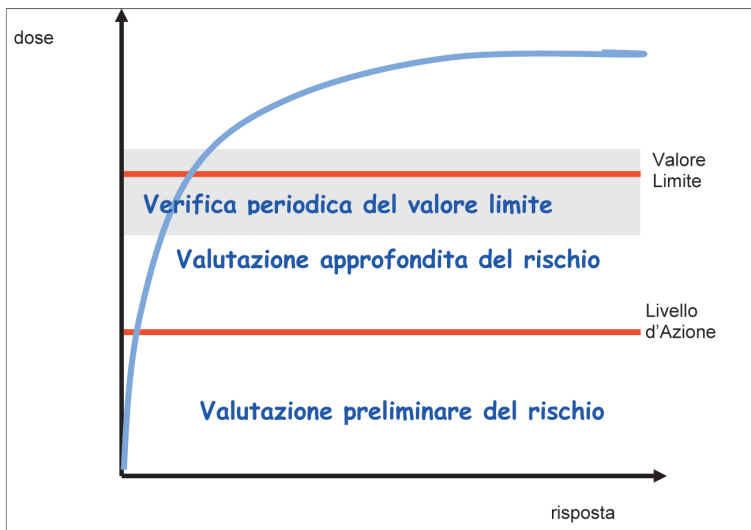 dose
Valore
Limite
Verifica periodica del valore limite
Valutazione approfondita del rischio
Livello
d'Azione
Valutazione preliminare del rischio
risposta